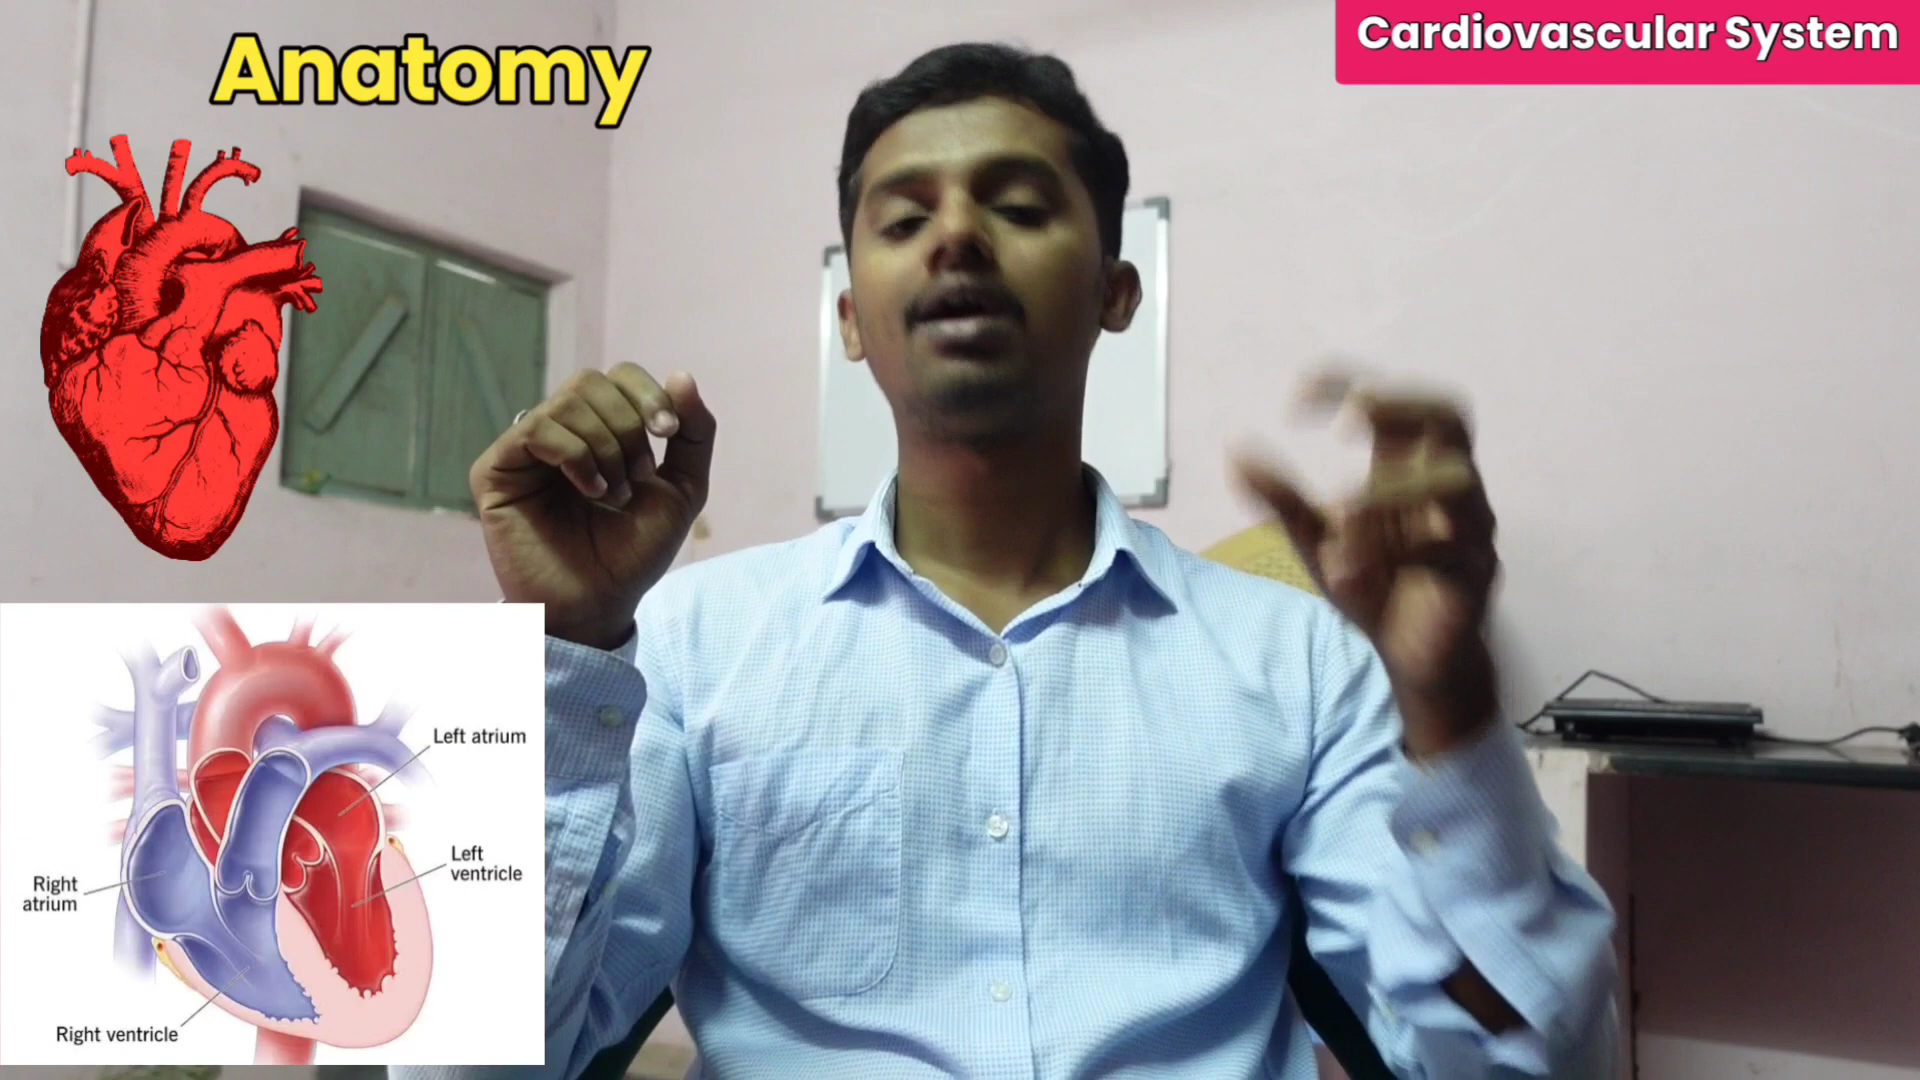 Anatomy
Cardiovascular System
Left atrium
Left
ventricle
Right
atrium
Right ventricle